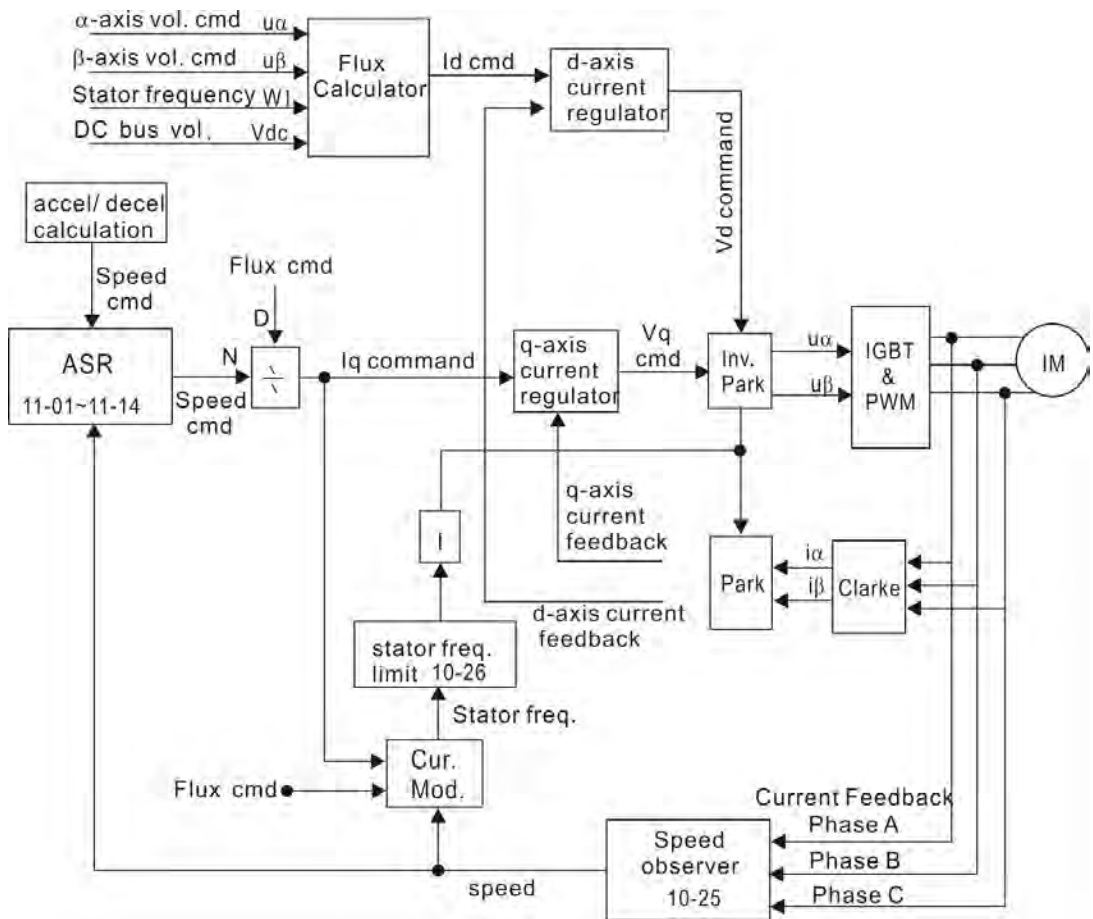 α-axis vol. cmd uα
β-axis vol. cmd uβ
Stator frequency W1
DC bus vol. Vdc
Flux
Calculator
Id cmd
d-axis
current
regulator
Vd command
accel/ decel
calculation
Speed
cmd
Flux cmd
D
ASR
11-01~11-14
N
Speed
cmd
Iq command
q-axis
current
regulator
Vq
cmd
Inv.
Park
uα
uβ
IGBT
&
PWM
IM
q-axis
current
feedback
I
Park
iα
iβ
Clarke
d-axis current
feedback
stator freq.
limit 10-26
Stator freq.
Cur.
Mod.
Flux cmd
Current Feedback
Phase A
Phase B
Phase C
Speed
observer
10-25
speed